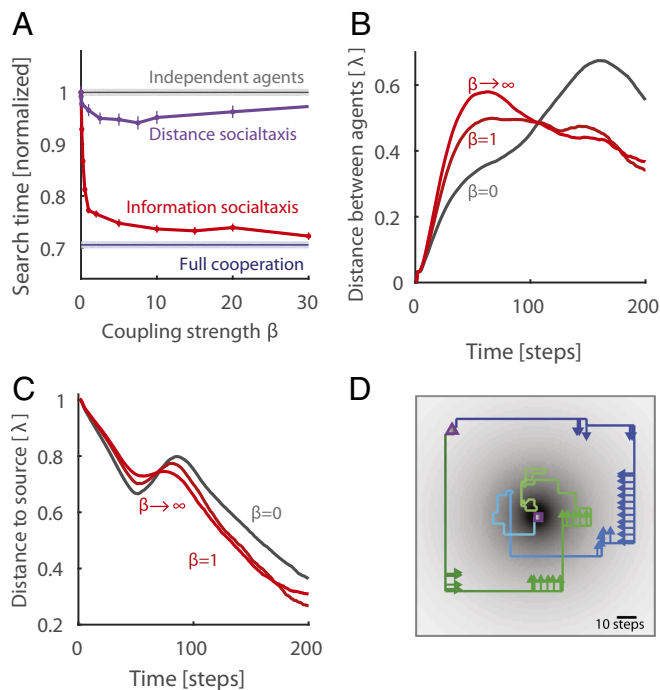 A
Search time [normalized]
1
0.9
0.8
0.7
Independent agents
Distance socialtaxis
Information socialtaxis
Full cooperation
0
10
20
30
Coupling strength β
B
Distance between agents [λ]
0.6
0.4
0.2
0
β→∞
β=1
β=0
0
100
200
Time [steps]
C
Distance to source [λ]
1
0.8
0.6
0.4
0.2
β→∞
β=0
β=1
0
100
200
Time [steps]
D
10 steps